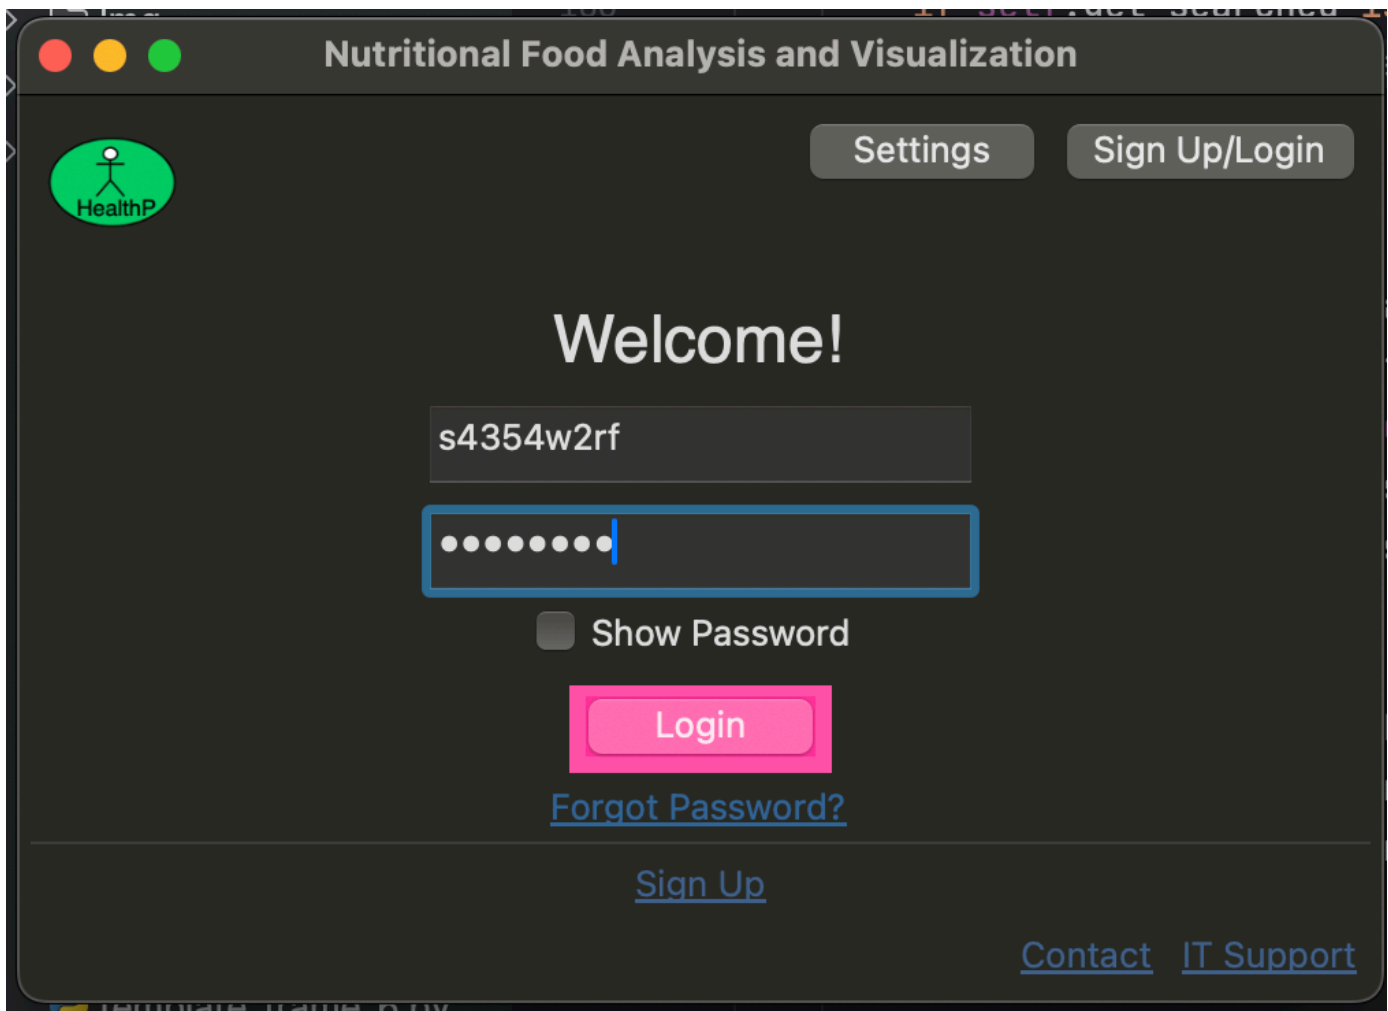 Nutritional Food Analysis and Visualization
Settings Sign Up/Login
HealthP
Welcome!
s4354w2rf
Show Password
Login
Forgot Password?
Sign Up
Contact IT Support